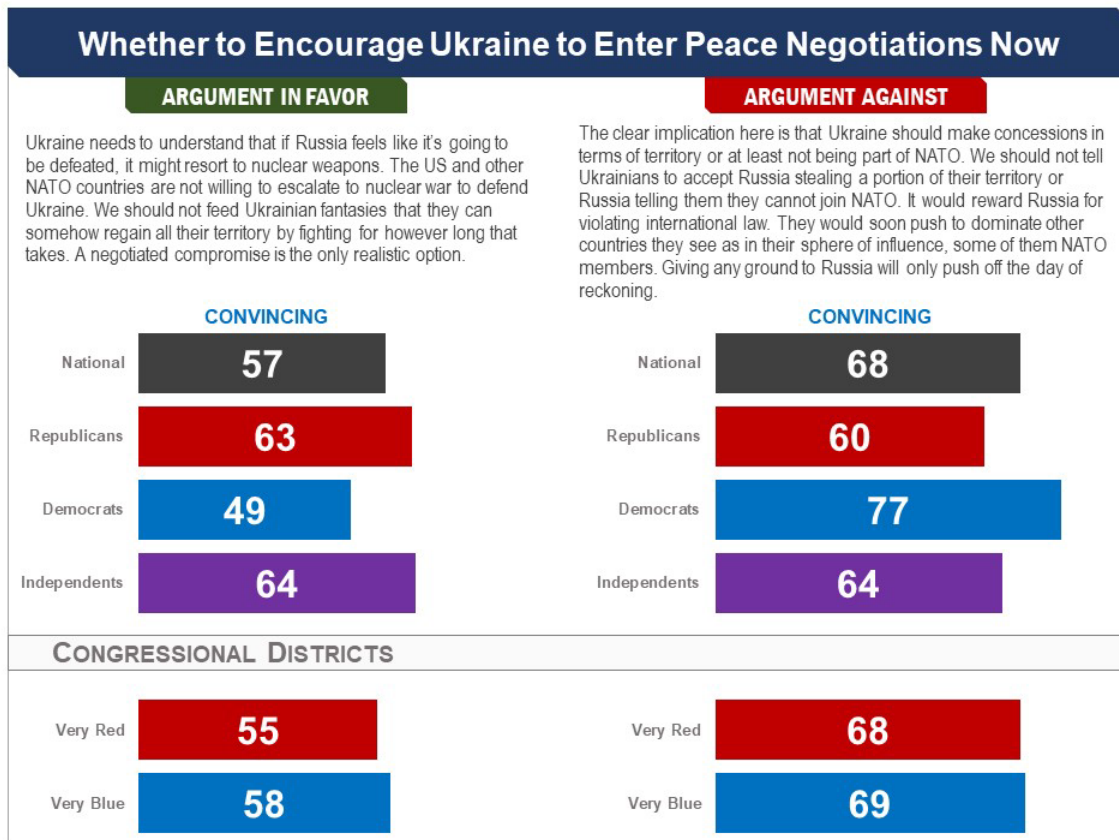 Whether to Encourage Ukraine to Enter Peace Negotiations Now
ARGUMENT IN FAVOR
Ukraine needs to understand that if Russia feels like it's going to
be defeated, it might resort to nuclear weapons. The US and other
NATO countries are not willing to escalate to nuclear war to defend
Ukraine. We should not feed Ukrainian fantasies that they can
somehow regain all their territory by fighting for however long that
takes. A negotiated compromise is the only realistic option.
CONVINCING
National 57
Republicans 63
Democrats 49
Independents 64
ARGUMENT AGAINST
The clear implication here is that Ukraine should make concessions in
terms of territory or at least not being part of NATO. We should not tell
Ukrainians to accept Russia stealing a portion of their territory or
Russia telling them they cannot join NATO. It would reward Russia for
violating international law. They would soon push to dominate other
countries they see as in their sphere of influence, some of them NATO
members. Giving any ground to Russia will only push off the day of
reckoning.
CONVINCING
National 68
Republicans 60
Democrats 77
Independents 64
CONGRESSIONAL DISTRICTS
Very Red 55
Very Blue 58
Very Red 68
Very Blue 69